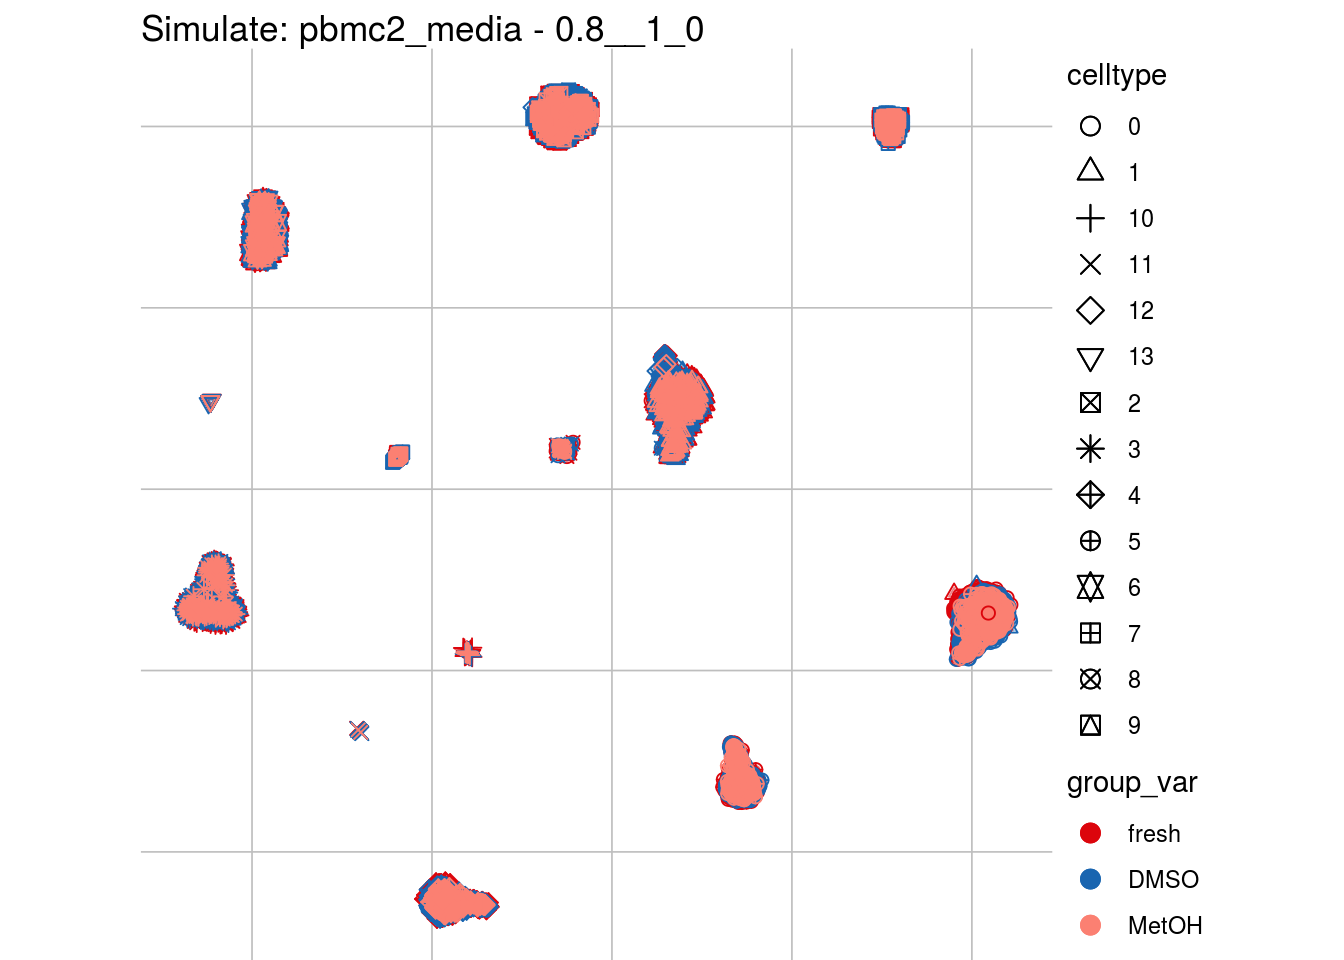 Simulate: pbmc2_media - 0.8__1_0
celltype
0
1
10
11
12
13
2
3
4
5
6
7
8
9
group_var
fresh
DMSO
MetOH